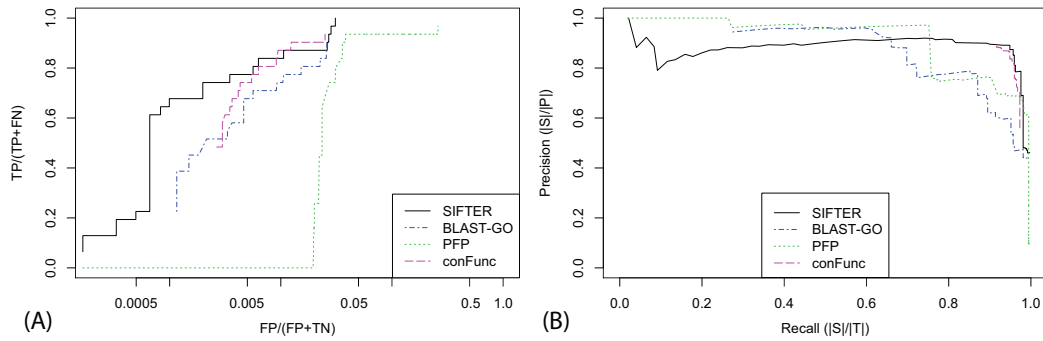 TP/(TP+FN)
1.0
0.8
0.6
0.4
0.2
0.0
SIFTER
BLAST-GO
PFP
conFunc
0.0005
0.005
0.05
0.5
1.0
FP/(FP+TN)
(A)
Precision (|S|/|P|)
1.0
0.8
0.6
0.4
0.2
0.0
SIFTER
BLAST-GO
PFP
conFunc
0.0
0.2
0.4
0.6
0.8
1.0
Recall (|S|/|T|)
(B)